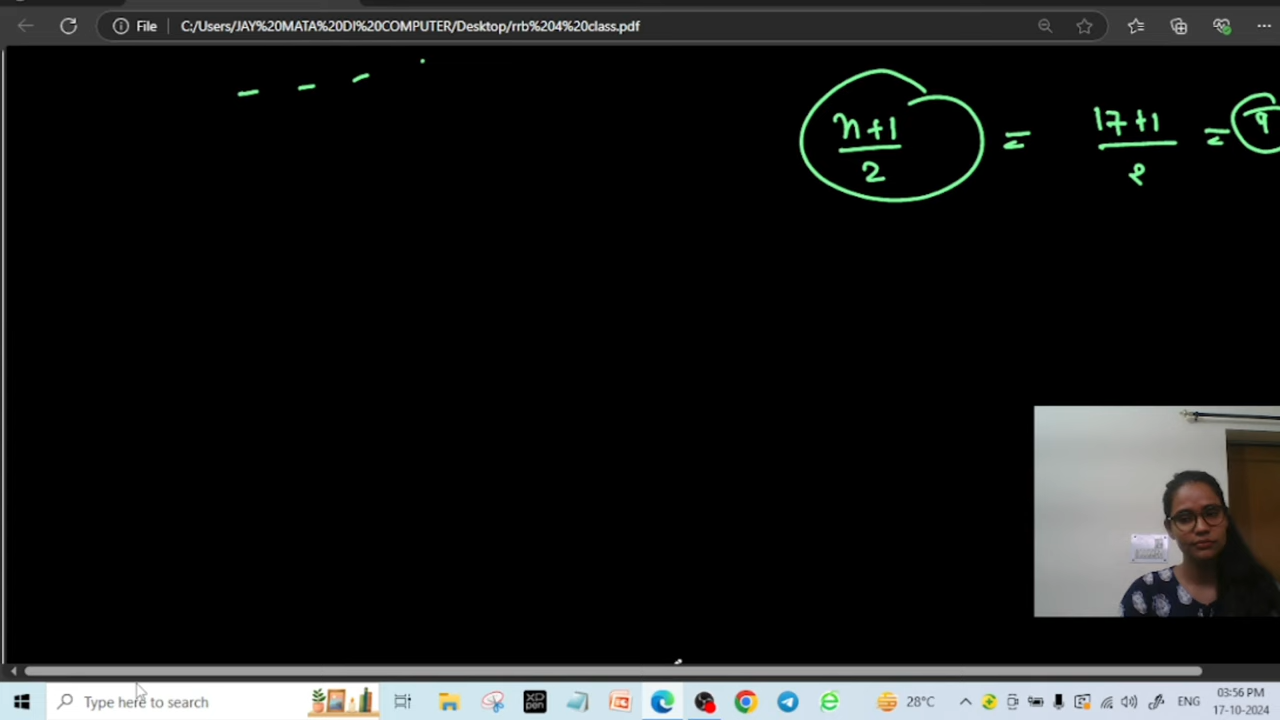 File C:/Users/JAY%20MATA%20DI%20COMPUTER/Desktop/rrb%204%20class.pdf
n+1/2 = 17+1/2 = 9
Type here to search
28°C
ENG
03:56 PM
17-10-2024